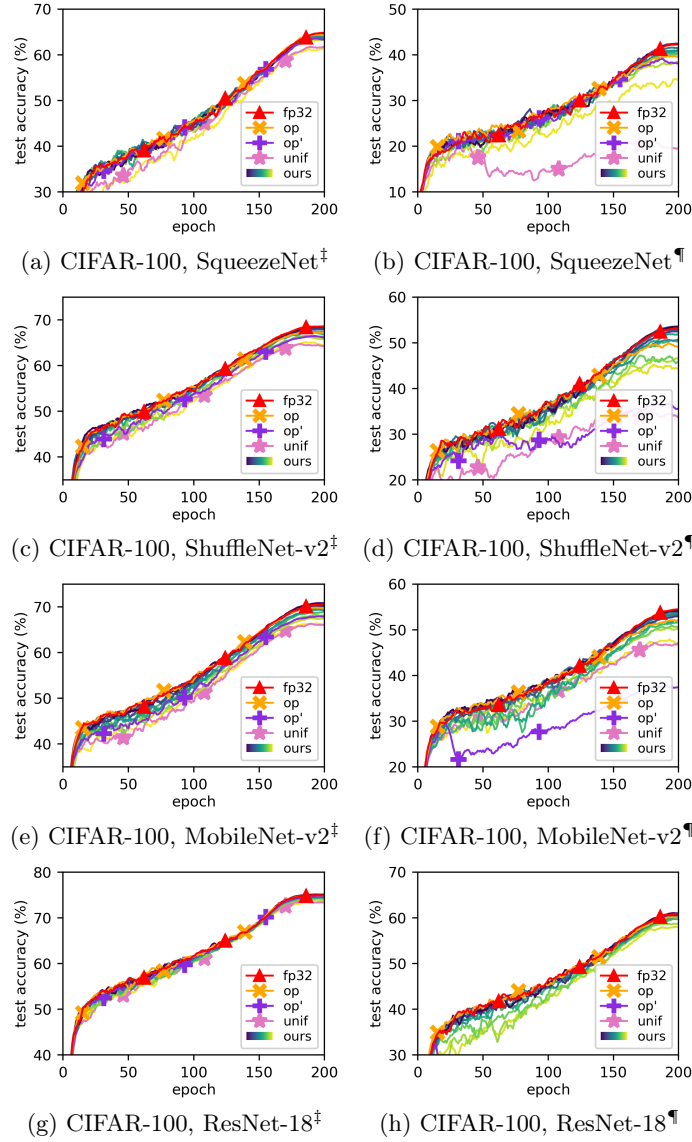 70
60
50
40
30
test accuracy (%)
fp32
op
op'
unif
ours
0 50 100 150 200
epoch
(a) CIFAR-100, SqueezeNet‡
50
40
30
20
10
test accuracy (%)
fp32
op
op'
unif
ours
0 50 100 150 200
epoch
(b) CIFAR-100, SqueezeNet¶
70
60
50
40
test accuracy (%)
fp32
op
op'
unif
ours
0 50 100 150 200
epoch
(c) CIFAR-100, ShuffleNet-v2‡
60
50
40
30
20
test accuracy (%)
fp32
op
op'
unif
ours
0 50 100 150 200
epoch
(d) CIFAR-100, ShuffleNet-v2¶
70
60
50
40
test accuracy (%)
fp32
op
op'
unif
ours
0 50 100 150 200
epoch
(e) CIFAR-100, MobileNet-v2‡
60
50
40
30
20
test accuracy (%)
fp32
op
op'
unif
ours
0 50 100 150 200
epoch
(f) CIFAR-100, MobileNet-v2¶
80
70
60
50
40
test accuracy (%)
fp32
op
op'
unif
ours
0 50 100 150 200
epoch
(g) CIFAR-100, ResNet-18‡
70
60
50
40
30
test accuracy (%)
fp32
op
op'
unif
ours
0 50 100 150 200
epoch
(h) CIFAR-100, ResNet-18¶